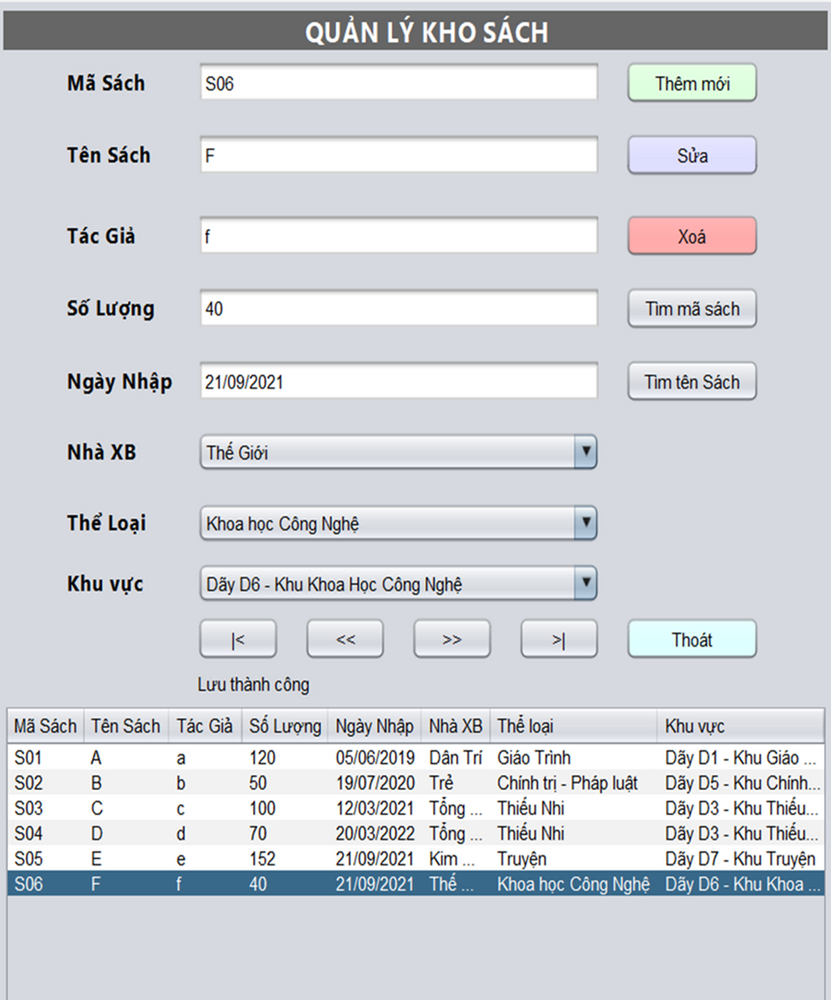 QUẢN LÝ KHO SÁCH
Mã Sách S06 Thêm mới
Tên Sách F Sửa
Tác Giả f Xoá
Số Lượng 40 Tìm mã sách
Ngày Nhập 21/09/2021 Tìm tên Sách
Nhà XB Thế Giới
Thể Loại Khoa học Công Nghệ
Khu vực Dãy D6 - Khu Khoa Học Công Nghệ
|< << >> >| Thoát
Lưu thành công
Mã Sách Tên Sách Tác Giả Số Lượng Ngày Nhập Nhà XB Thể loại Khu vực
S01 A a 120 05/06/2019 Dân Trí Giáo Trình Dãy D1 - Khu Giáo ...
S02 B b 50 19/07/2020 Trẻ Chính trị - Pháp luật Dãy D5 - Khu Chính...
S03 C c 100 12/03/2021 Tổng ... Thiếu Nhi Dãy D3 - Khu Thiếu...
S04 D d 70 20/03/2022 Tổng ... Thiếu Nhi Dãy D3 - Khu Thiếu...
S05 E e 152 21/09/2021 Kim ... Truyện Dãy D7 - Khu Truyện
S06 F f 40 21/09/2021 Thế ... Khoa học Công Nghệ Dãy D6 - Khu Khoa ...